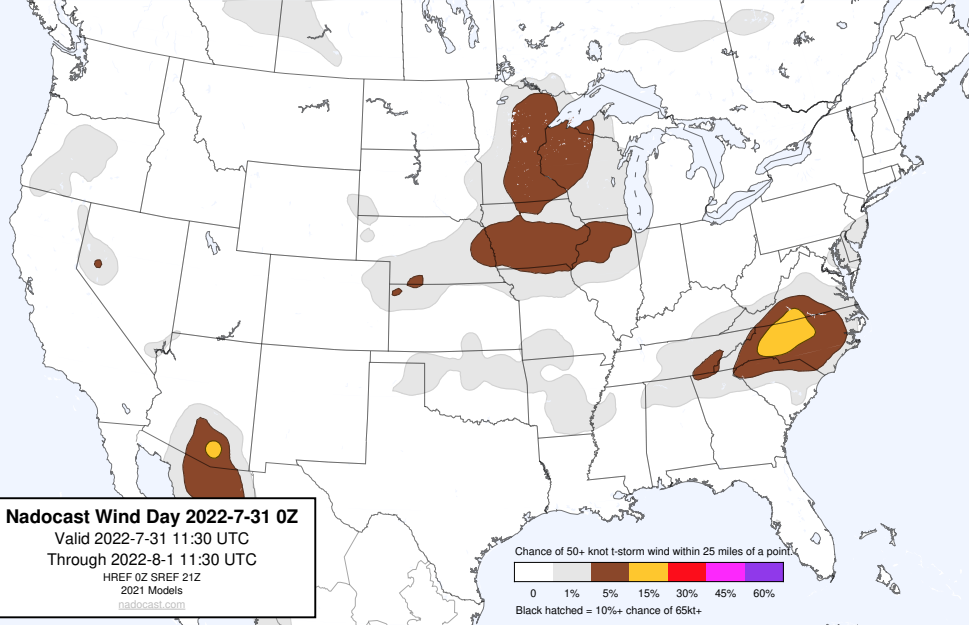 Nadocast Wind Day 2022-7-31 0Z
Valid 2022-7-31 11:30 UTC
Through 2022-8-1 11:30 UTC
HREF 0Z SREF 21Z
2021 Models
nadocast.com
Chance of 50+ knot t-storm wind within 25 miles of a point.
0 1% 5% 15% 30% 45% 60%
Black hatched = 10%+ chance of 65kt+